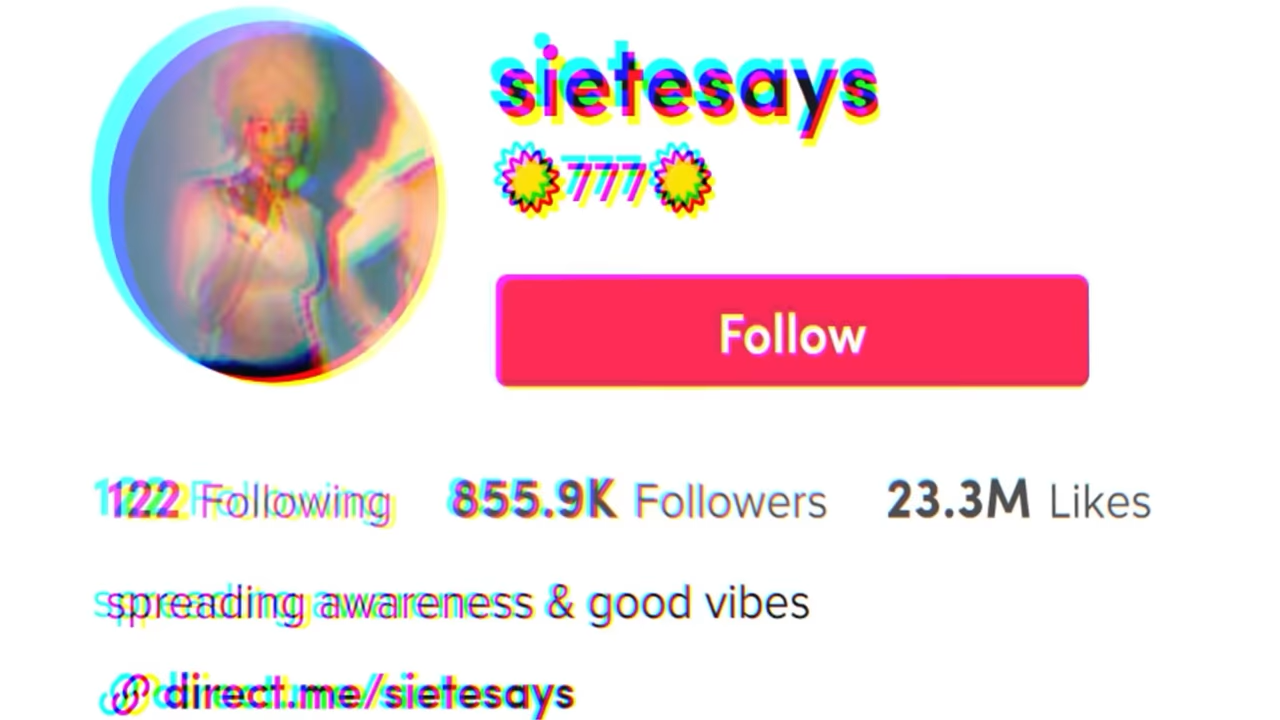 sietesays
777
Follow
122 Following 855.9K Followers 23.3M Likes
spreading awareness & good vibes
direct.me/sietesays